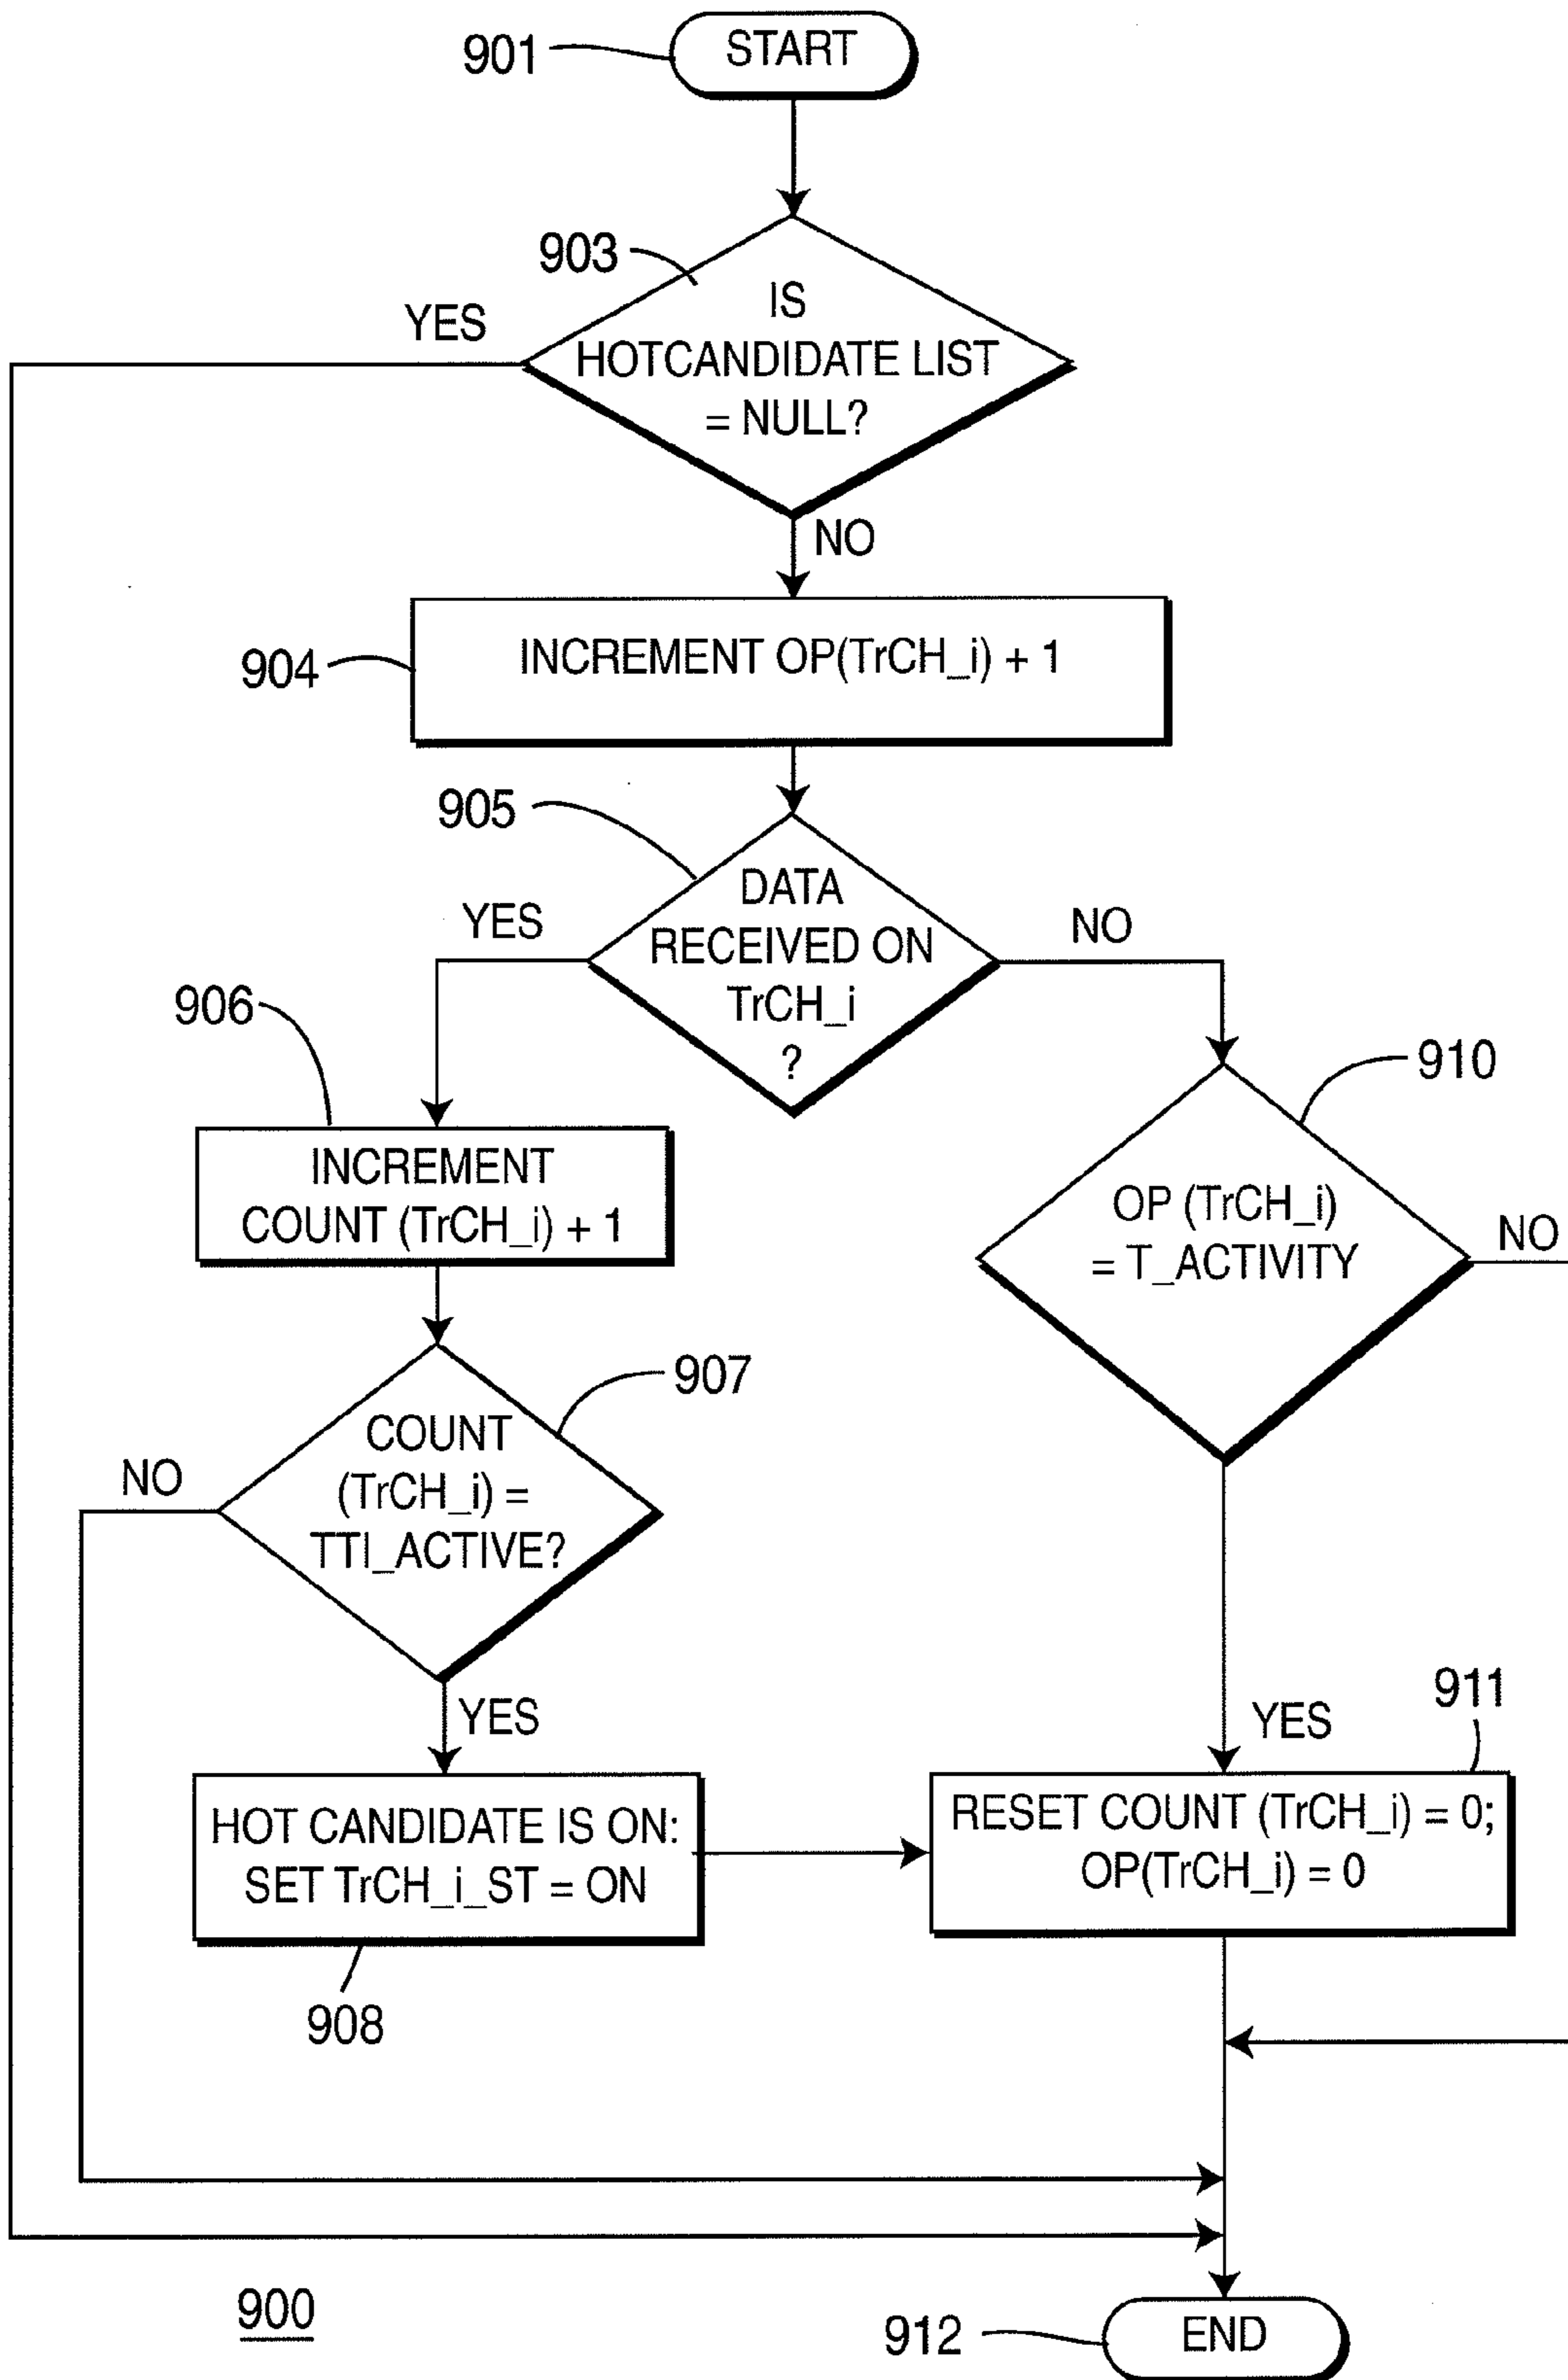 901
START
903
YES
IS
HOTCANDIDATE LIST
= NULL?
NO
904
INCREMENT OP(TrCH_i) + 1
905
YES
DATA
RECEIVED ON
TrCH_i
?
NO
906
INCREMENT
COUNT (TrCH_i) + 1
910
OP (TrCH_i)
= T_ACTIVITY
NO
907
COUNT
(TrCH_i) =
TTI_ACTIVE?
NO
YES
YES
911
HOT CANDIDATE IS ON:
SET TrCH_i_ST = ON
908
RESET COUNT (TrCH_i) = 0;
OP(TrCH_i) = 0
900
912
END